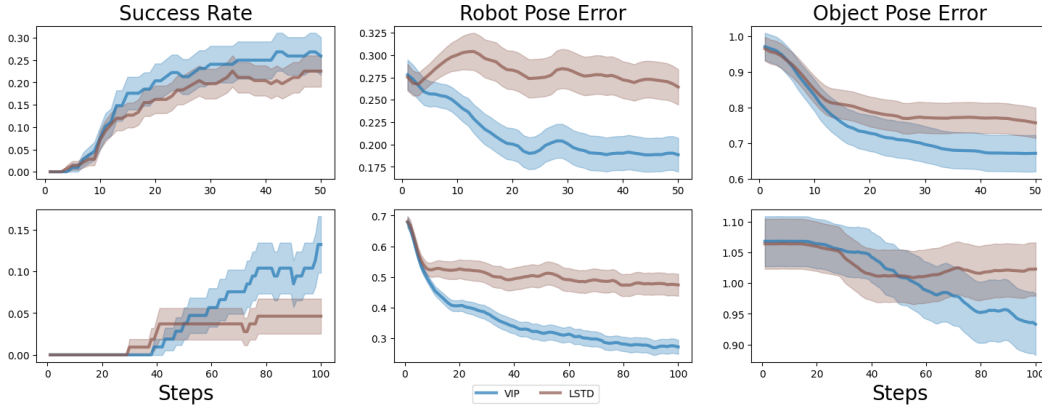 Success Rate
Robot Pose Error
Object Pose Error
0.30
0.25
0.20
0.15
0.10
0.05
0.00
0 10 20 30 40 50
0.325
0.300
0.275
0.250
0.225
0.200
0.175
0 10 20 30 40 50
1.0
0.9
0.8
0.7
0.6
0 10 20 30 40 50
0.15
0.10
0.05
0.00
0 20 40 60 80 100
Steps
0.7
0.6
0.5
0.4
0.3
0 20 40 60 80 100
VIP LSTD
1.10
1.05
1.00
0.95
0.90
0 20 40 60 80 100
Steps